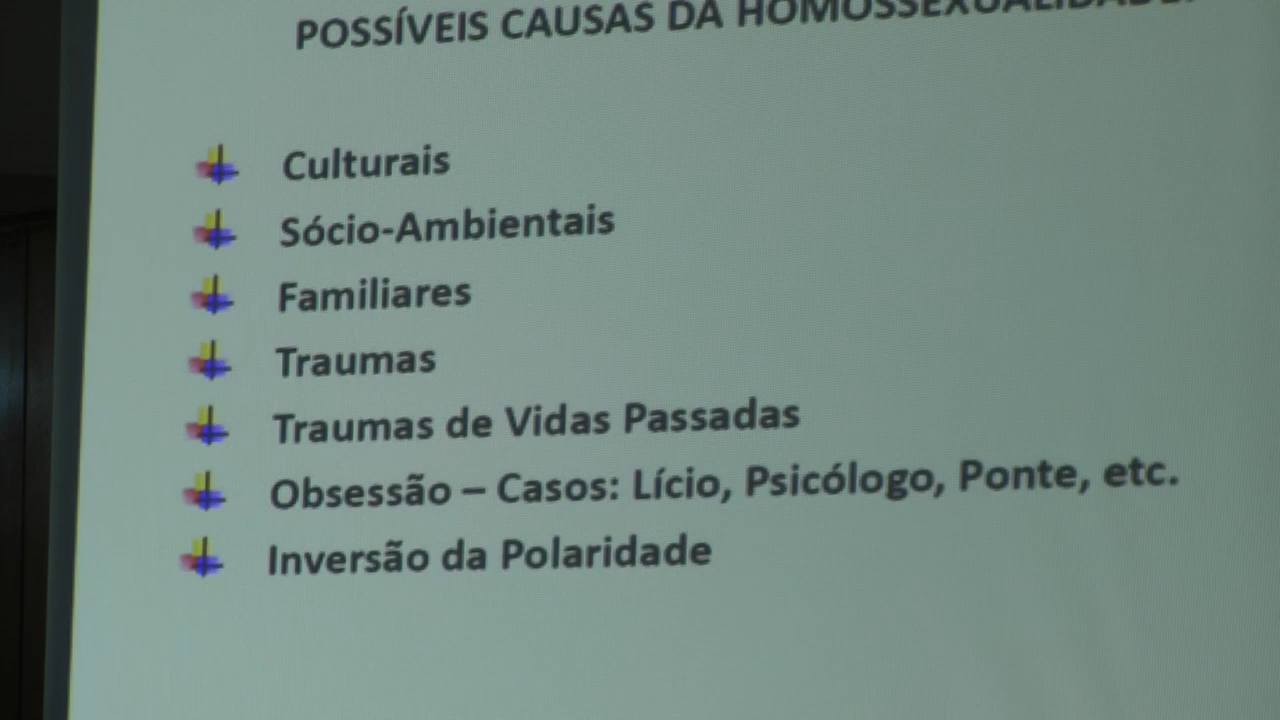 POSSÍVEIS CAUSAS DA HOMOSSEXUALIDADE
Culturais
Sócio-Ambientais
Familiares
Traumas
Traumas de Vidas Passadas
Obsessão – Casos: Lício, Psicólogo, Ponte, etc.
Inversão da Polaridade